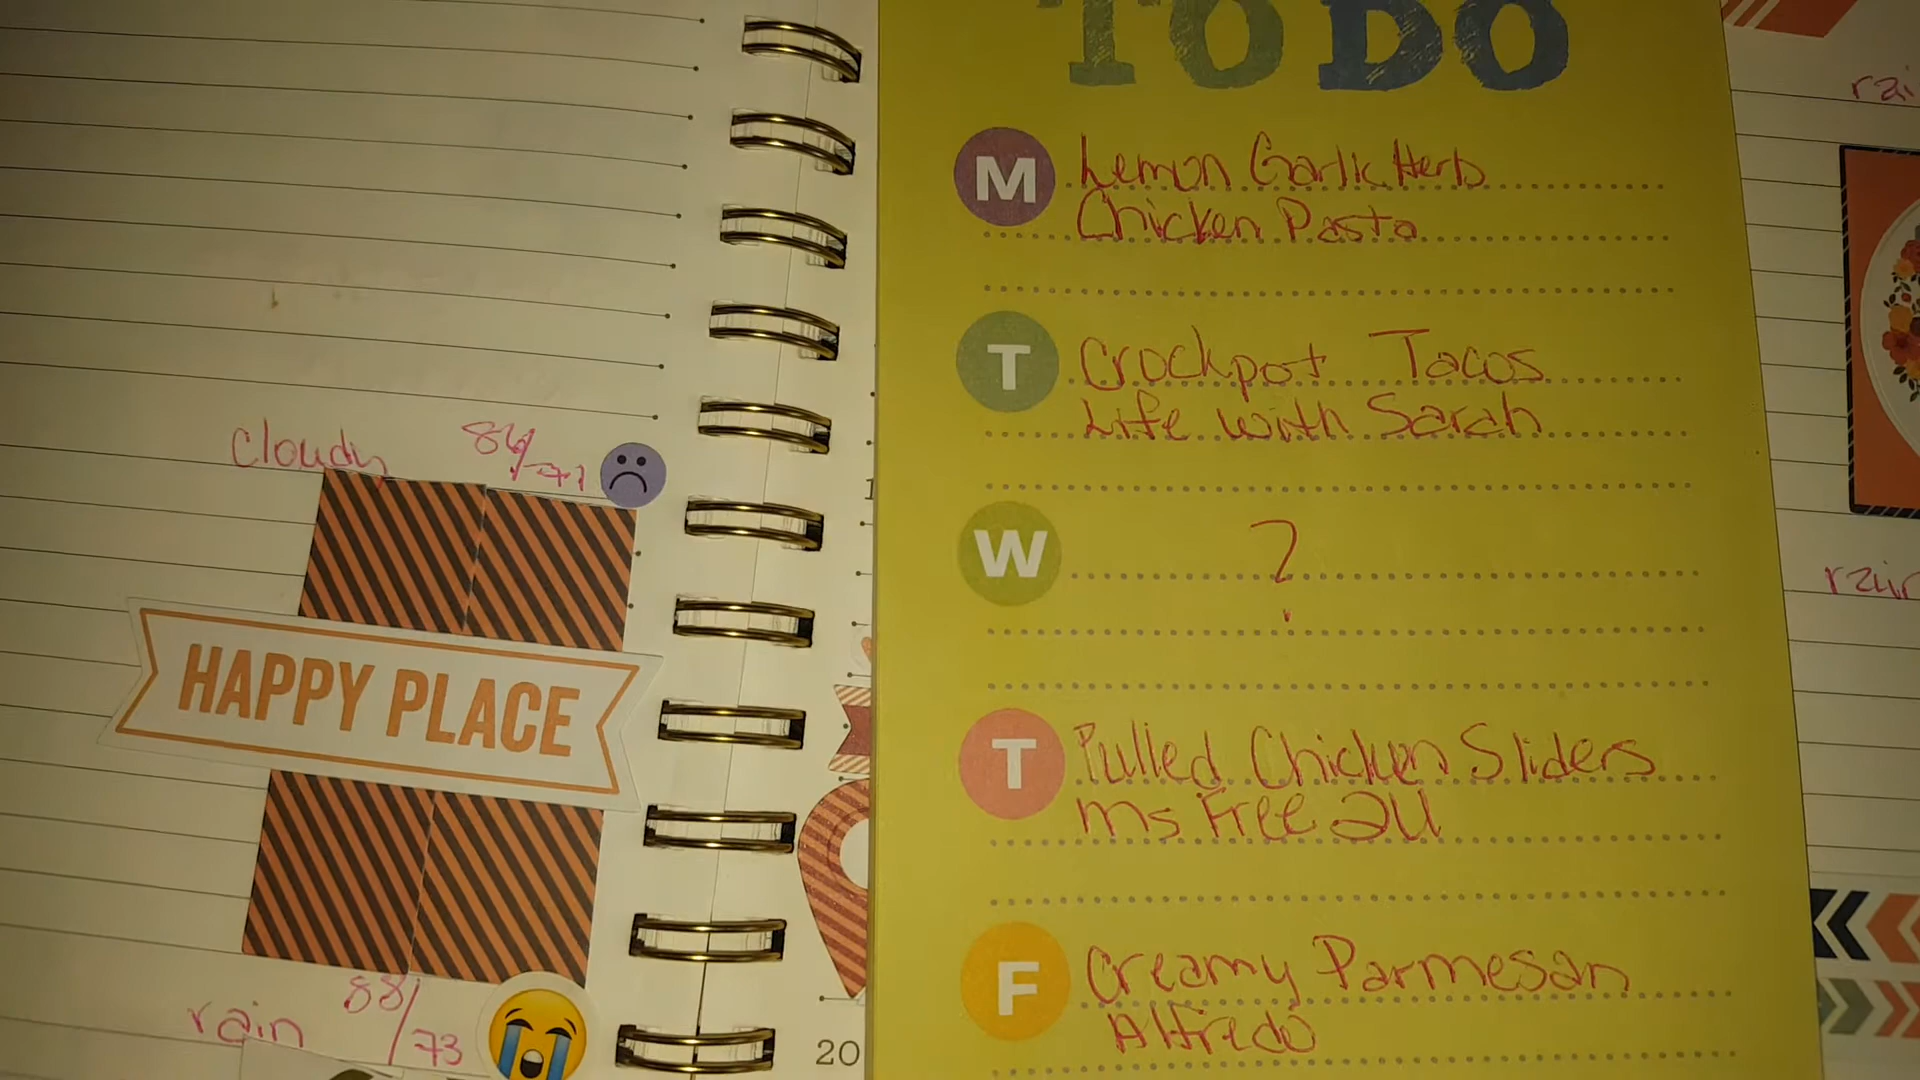 cloudy 86/71
HAPPY PLACE
rain 88/73
20
TO DO
M Lemon Garlic Herb
Chicken Pasta
T Crockpot Tacos
Life with Sarah
W ?
T Pulled Chicken Sliders
Ms Free 2U
F Creamy Parmesan
Alfredo
rai
rain